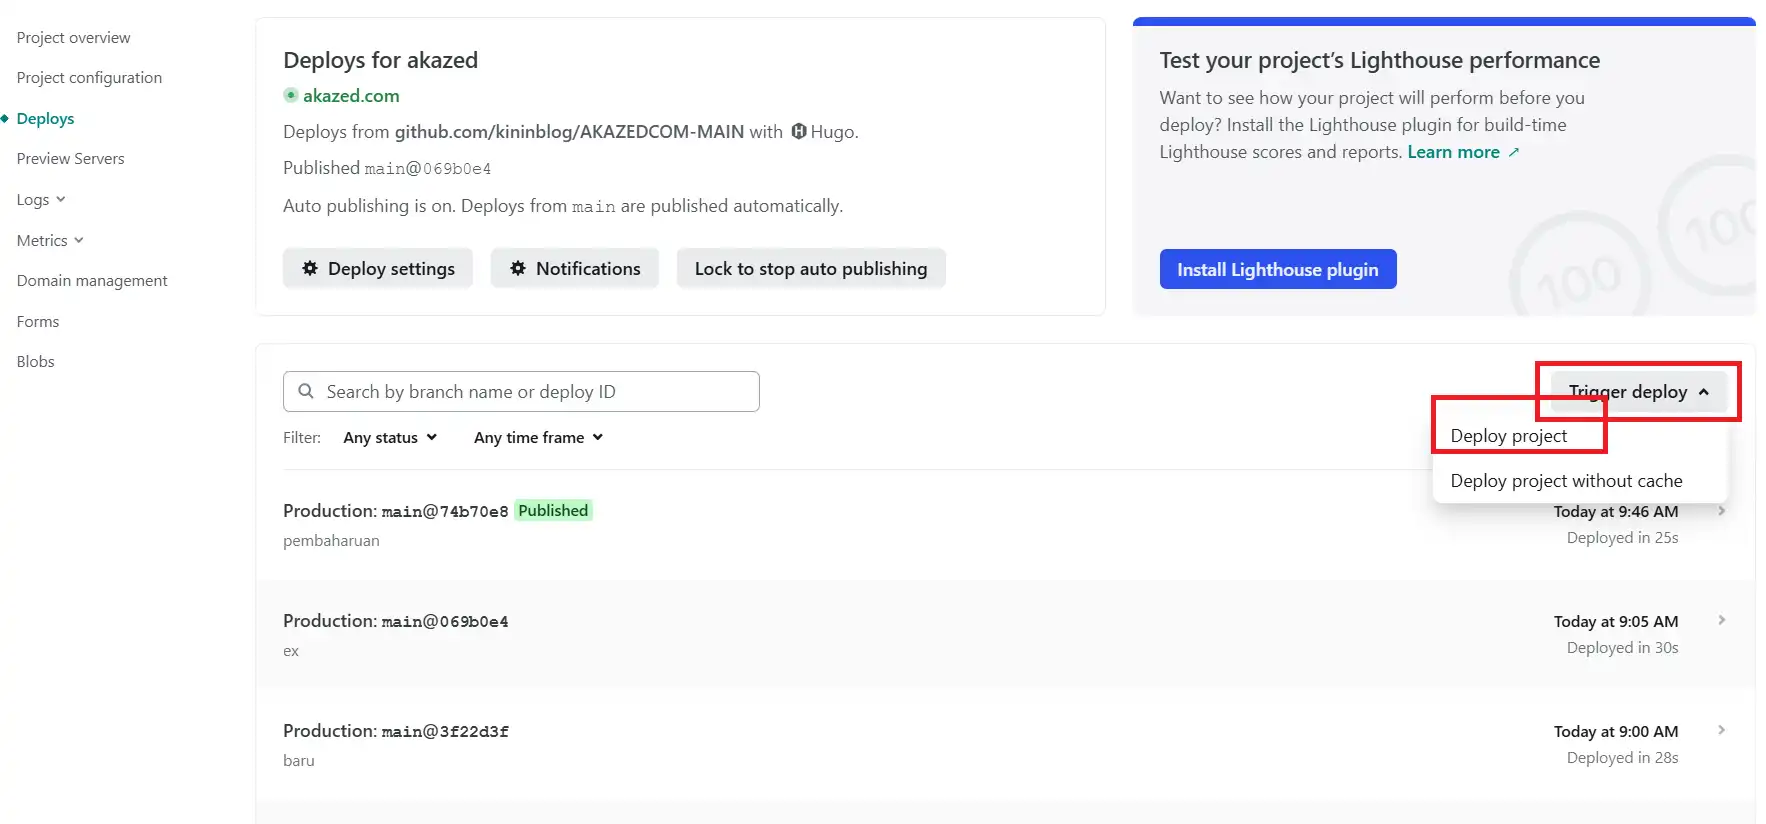 Project overview
Project configuration
Deploys
Preview Servers
Logs
Metrics
Domain management
Forms
Blobs
Deploys for akazed
akazed.com
Deploys from github.com/kininblog/AKAZEDCOM-MAIN with Hugo.
Published main@069b0e4
Auto publishing is on. Deploys from main are published automatically.
Deploy settings
Notifications
Lock to stop auto publishing
Test your project's Lighthouse performance
Want to see how your project will perform before you
deploy? Install the Lighthouse plugin for build-time
Lighthouse scores and reports. Learn more ↗
100
100
Install Lighthouse plugin
Search by branch name or deploy ID
Trigger deploy
Deploy project
Deploy project without cache
Filter: Any status Any time frame
Production: main@74b70e8 Published
pembaharuan
Today at 9:46 AM
Deployed in 25s
Production: main@069b0e4
ex
Today at 9:05 AM
Deployed in 30s
Production: main@3f22d3f
baru
Today at 9:00 AM
Deployed in 28s